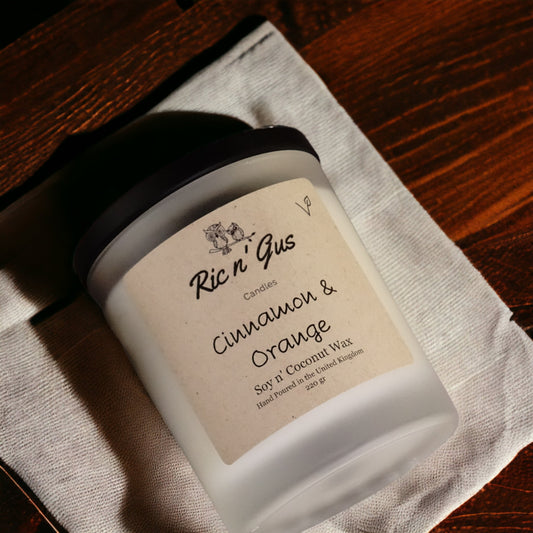 Ric n' Gus
Candles
Cinnamon &
Orange
Soy n' Coconut Wax
Hand Poured in the United Kingdom
220 gr